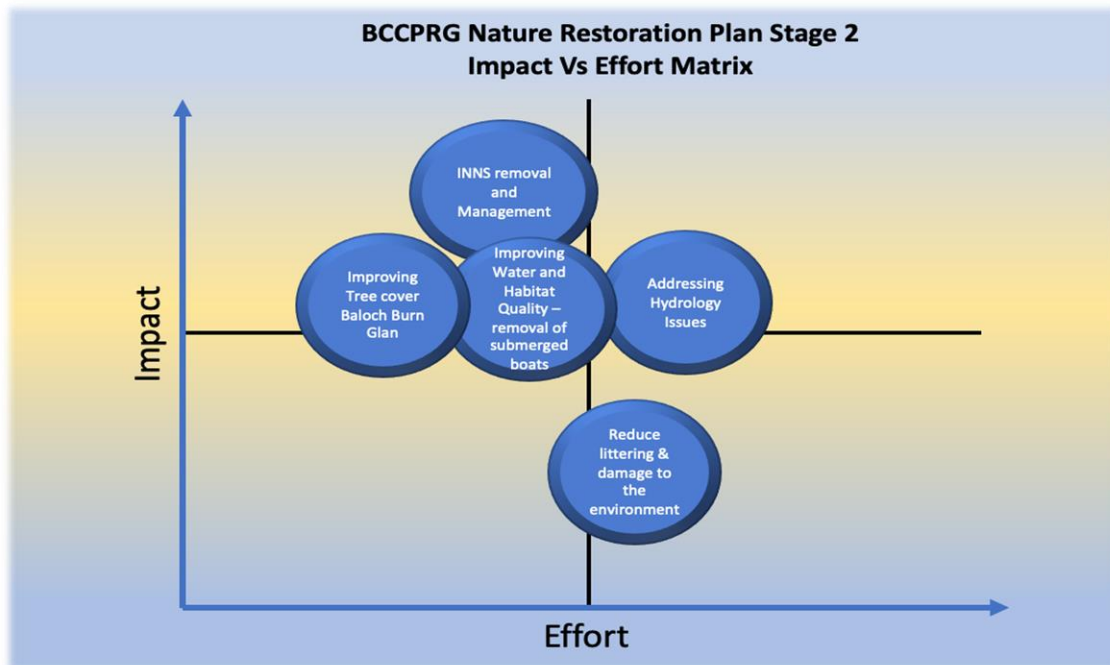 BCCPRG Nature Restoration Plan Stage 2
Impact Vs Effort Matrix
Impact
INNS removal
and
Management
Improving
Tree cover
Baloch Burn
Glan
Improving
Water and
Habitat
Quality –
removal of
submerged
boats
Addressing
Hydrology
Issues
Reduce
littering &
damage to
the
environment
Effort